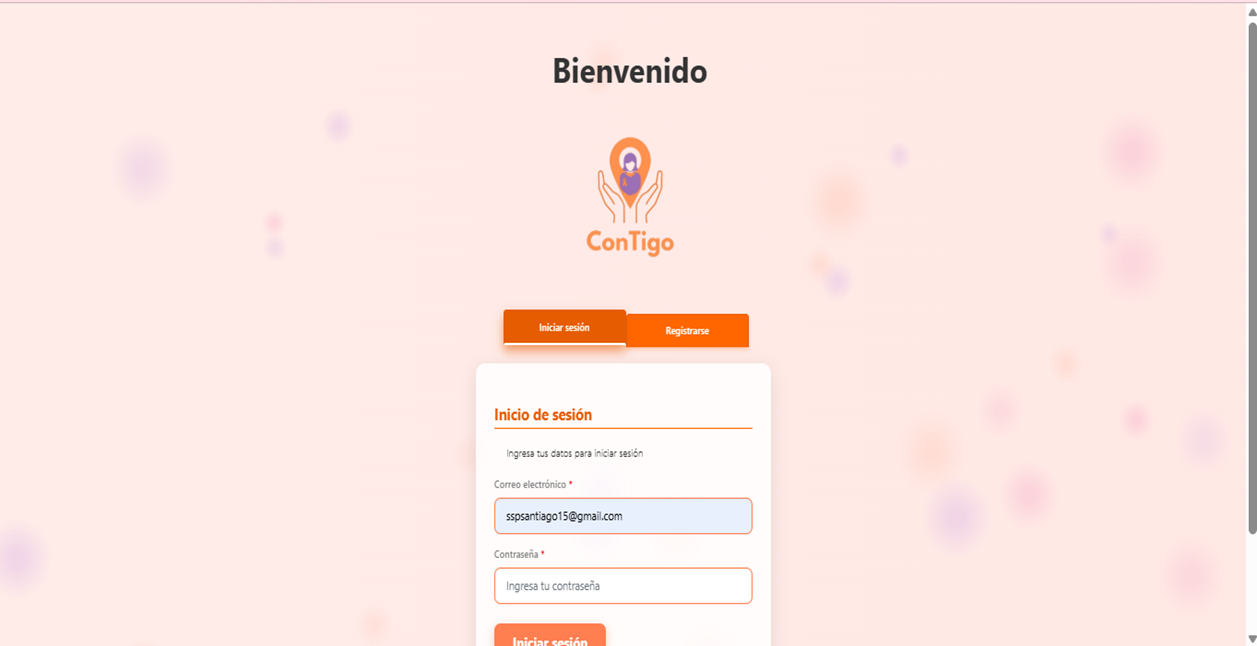 Bienvenido
ConTigo
Iniciar sesión
Registrarse
Inicio de sesión
Ingresa tus datos para iniciar sesión
Correo electrónico *
sspsantiago15@gmail.com
Contraseña *
Ingresa tu contraseña
Iniciar sesión